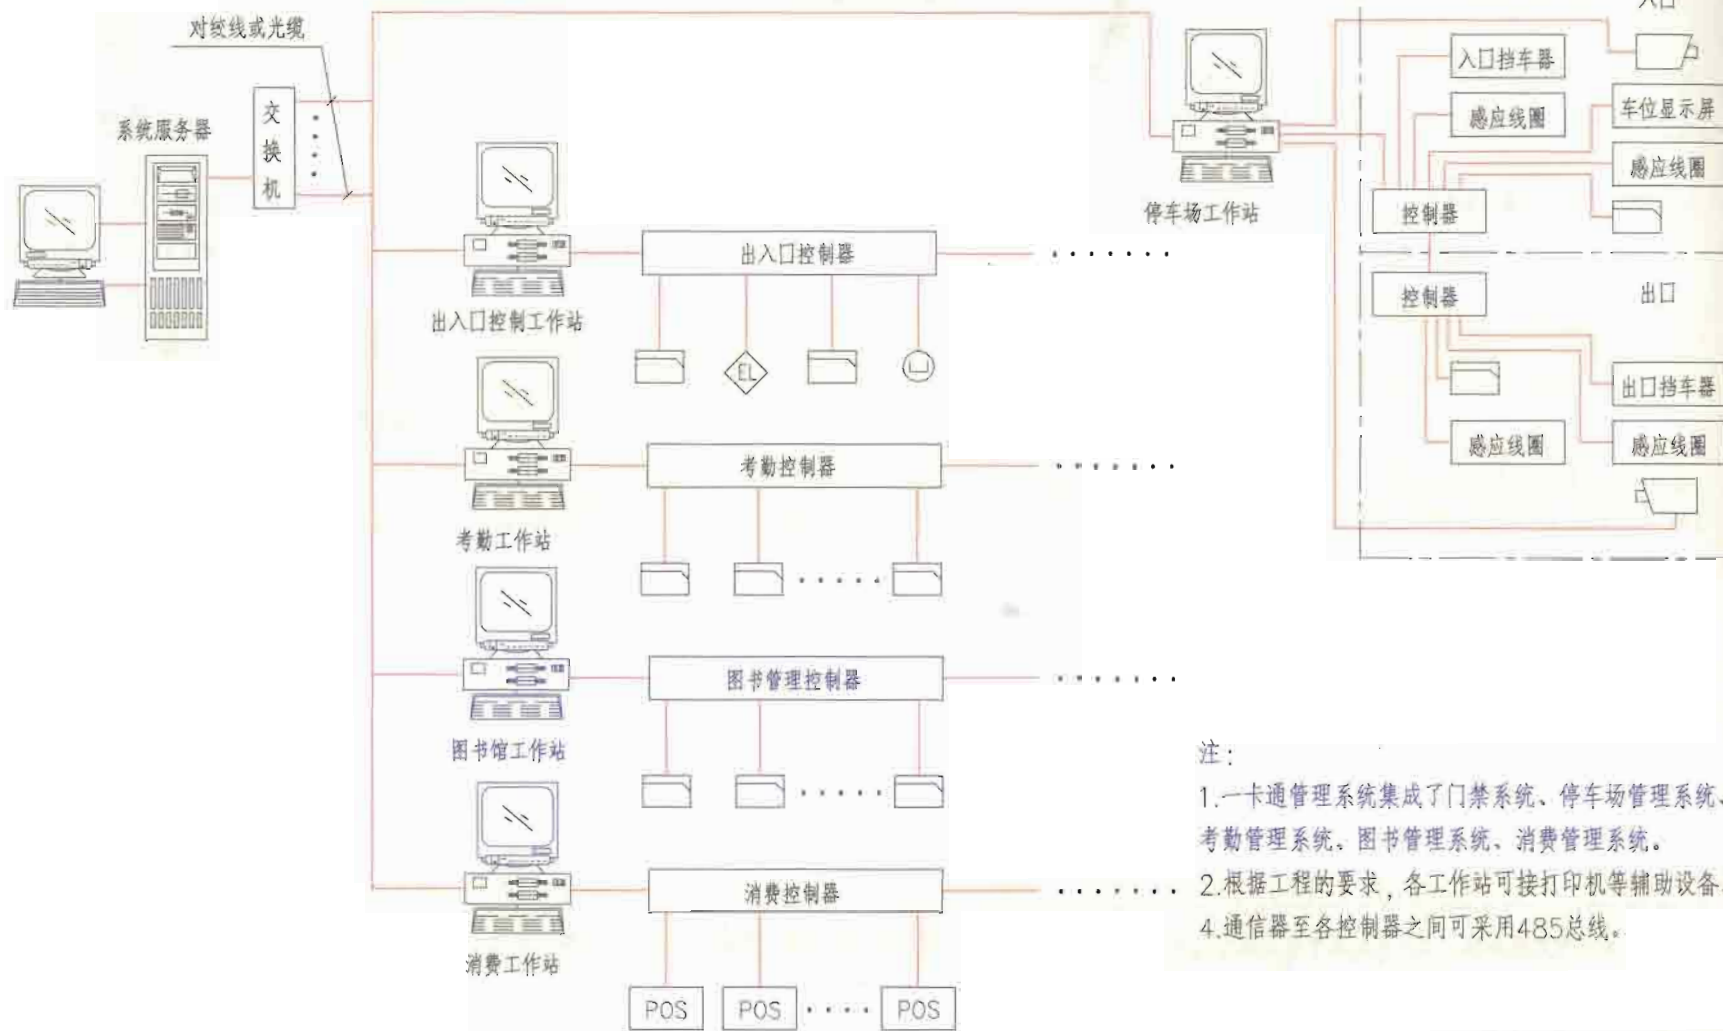 对绞线或光缆
入口
入口挡车器
交换机
系统服务器
感应线圈
车位显示屏
感应线圈
停车场工作站
控制器
出入口控制器
控制器
出口
出入口控制工作站
EL
出口挡车器
考勤控制器
感应线圈
感应线圈
考勤工作站
图书管理控制器
图书馆工作站
注：
1.一卡通管理系统集成了门禁系统、停车场管理系统、
考勤管理系统、图书管理系统、消费管理系统。
消费控制器
2.根据工程的要求，各工作站可接打印机等辅助设备
4.通信器至各控制器之间可采用485总线。
消费工作站
POS
POS
POS